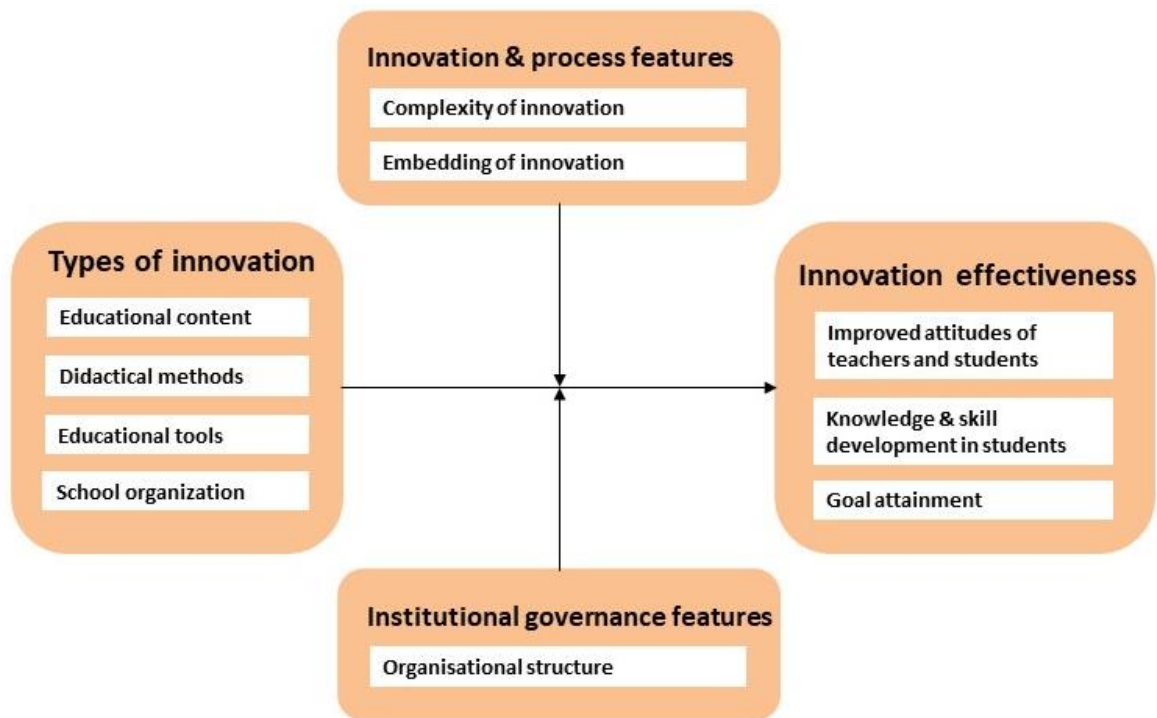 Innovation & process features
Complexity of innovation
Embedding of innovation
Types of innovation
Educational content
Didactical methods
Educational tools
School organization
Innovation effectiveness
Improved attitudes of
teachers and students
Knowledge & skill
development in students
Goal attainment
Institutional governance features
Organisational structure